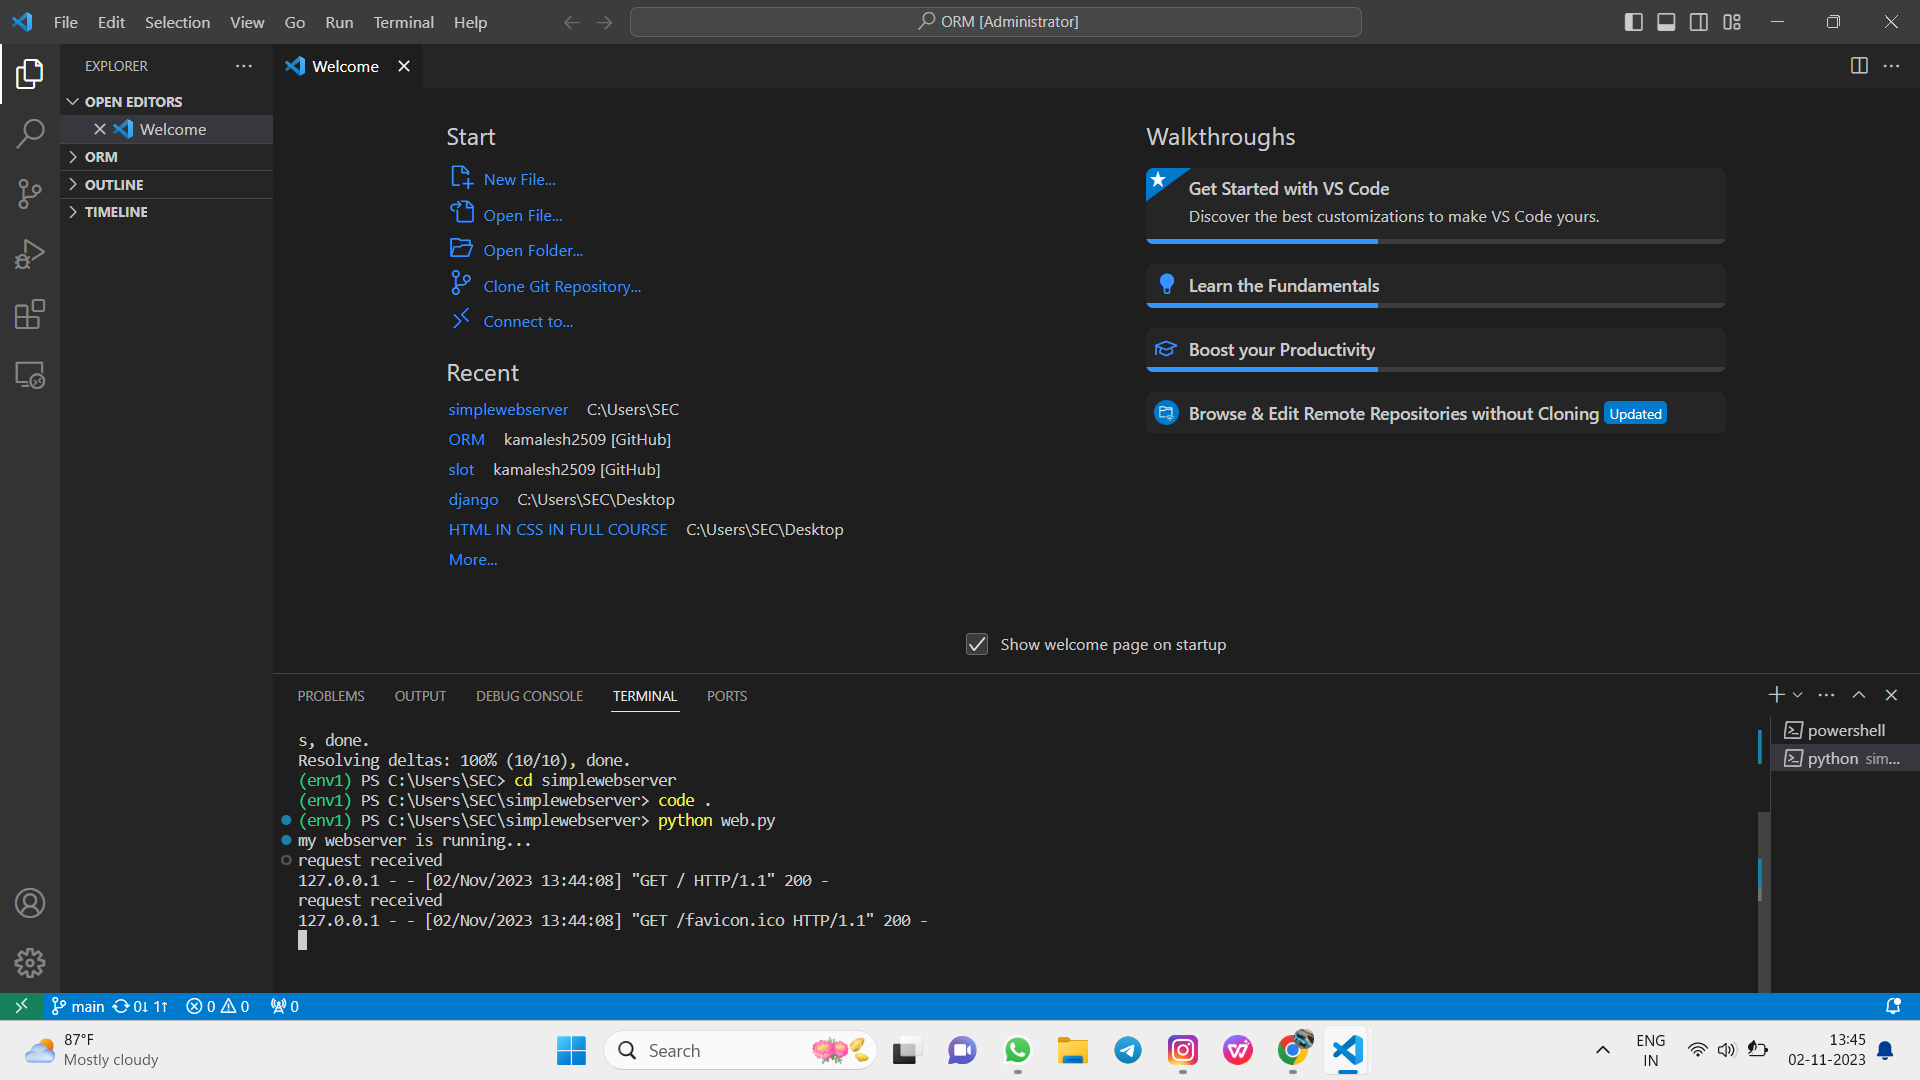 File Edit Selection View Go Run Terminal Help
ORM [Administrator]
EXPLORER
OPEN EDITORS
Welcome
ORM
OUTLINE
TIMELINE
Welcome
Start
New File...
Open File...
Open Folder...
Clone Git Repository...
Connect to...
Recent
simplewebserver C:\Users\SEC
ORM kamalesh2509 [GitHub]
slot kamalesh2509 [GitHub]
django C:\Users\SEC\Desktop
HTML IN CSS IN FULL COURSE C:\Users\SEC\Desktop
More...
Walkthroughs
Get Started with VS Code
Discover the best customizations to make VS Code yours.
Learn the Fundamentals
Boost your Productivity
Browse & Edit Remote Repositories without Cloning Updated
Show welcome page on startup
PROBLEMS OUTPUT DEBUG CONSOLE TERMINAL PORTS
s, done.
Resolving deltas: 100% (10/10), done.
(env1) PS C:\Users\SEC> cd simplewebserver
(env1) PS C:\Users\SEC\simplewebserver> code .
(env1) PS C:\Users\SEC\simplewebserver> python web.py
my webserver is running...
request received
127.0.0.1 - - [02/Nov/2023 13:44:08] "GET / HTTP/1.1" 200 -
request received
127.0.0.1 - - [02/Nov/2023 13:44:08] "GET /favicon.ico HTTP/1.1" 200 -
powershell
python sim...
main 0↓ 1↑ 0 0 0
87°F
Mostly cloudy
Search
ENG
IN
13:45
02-11-2023